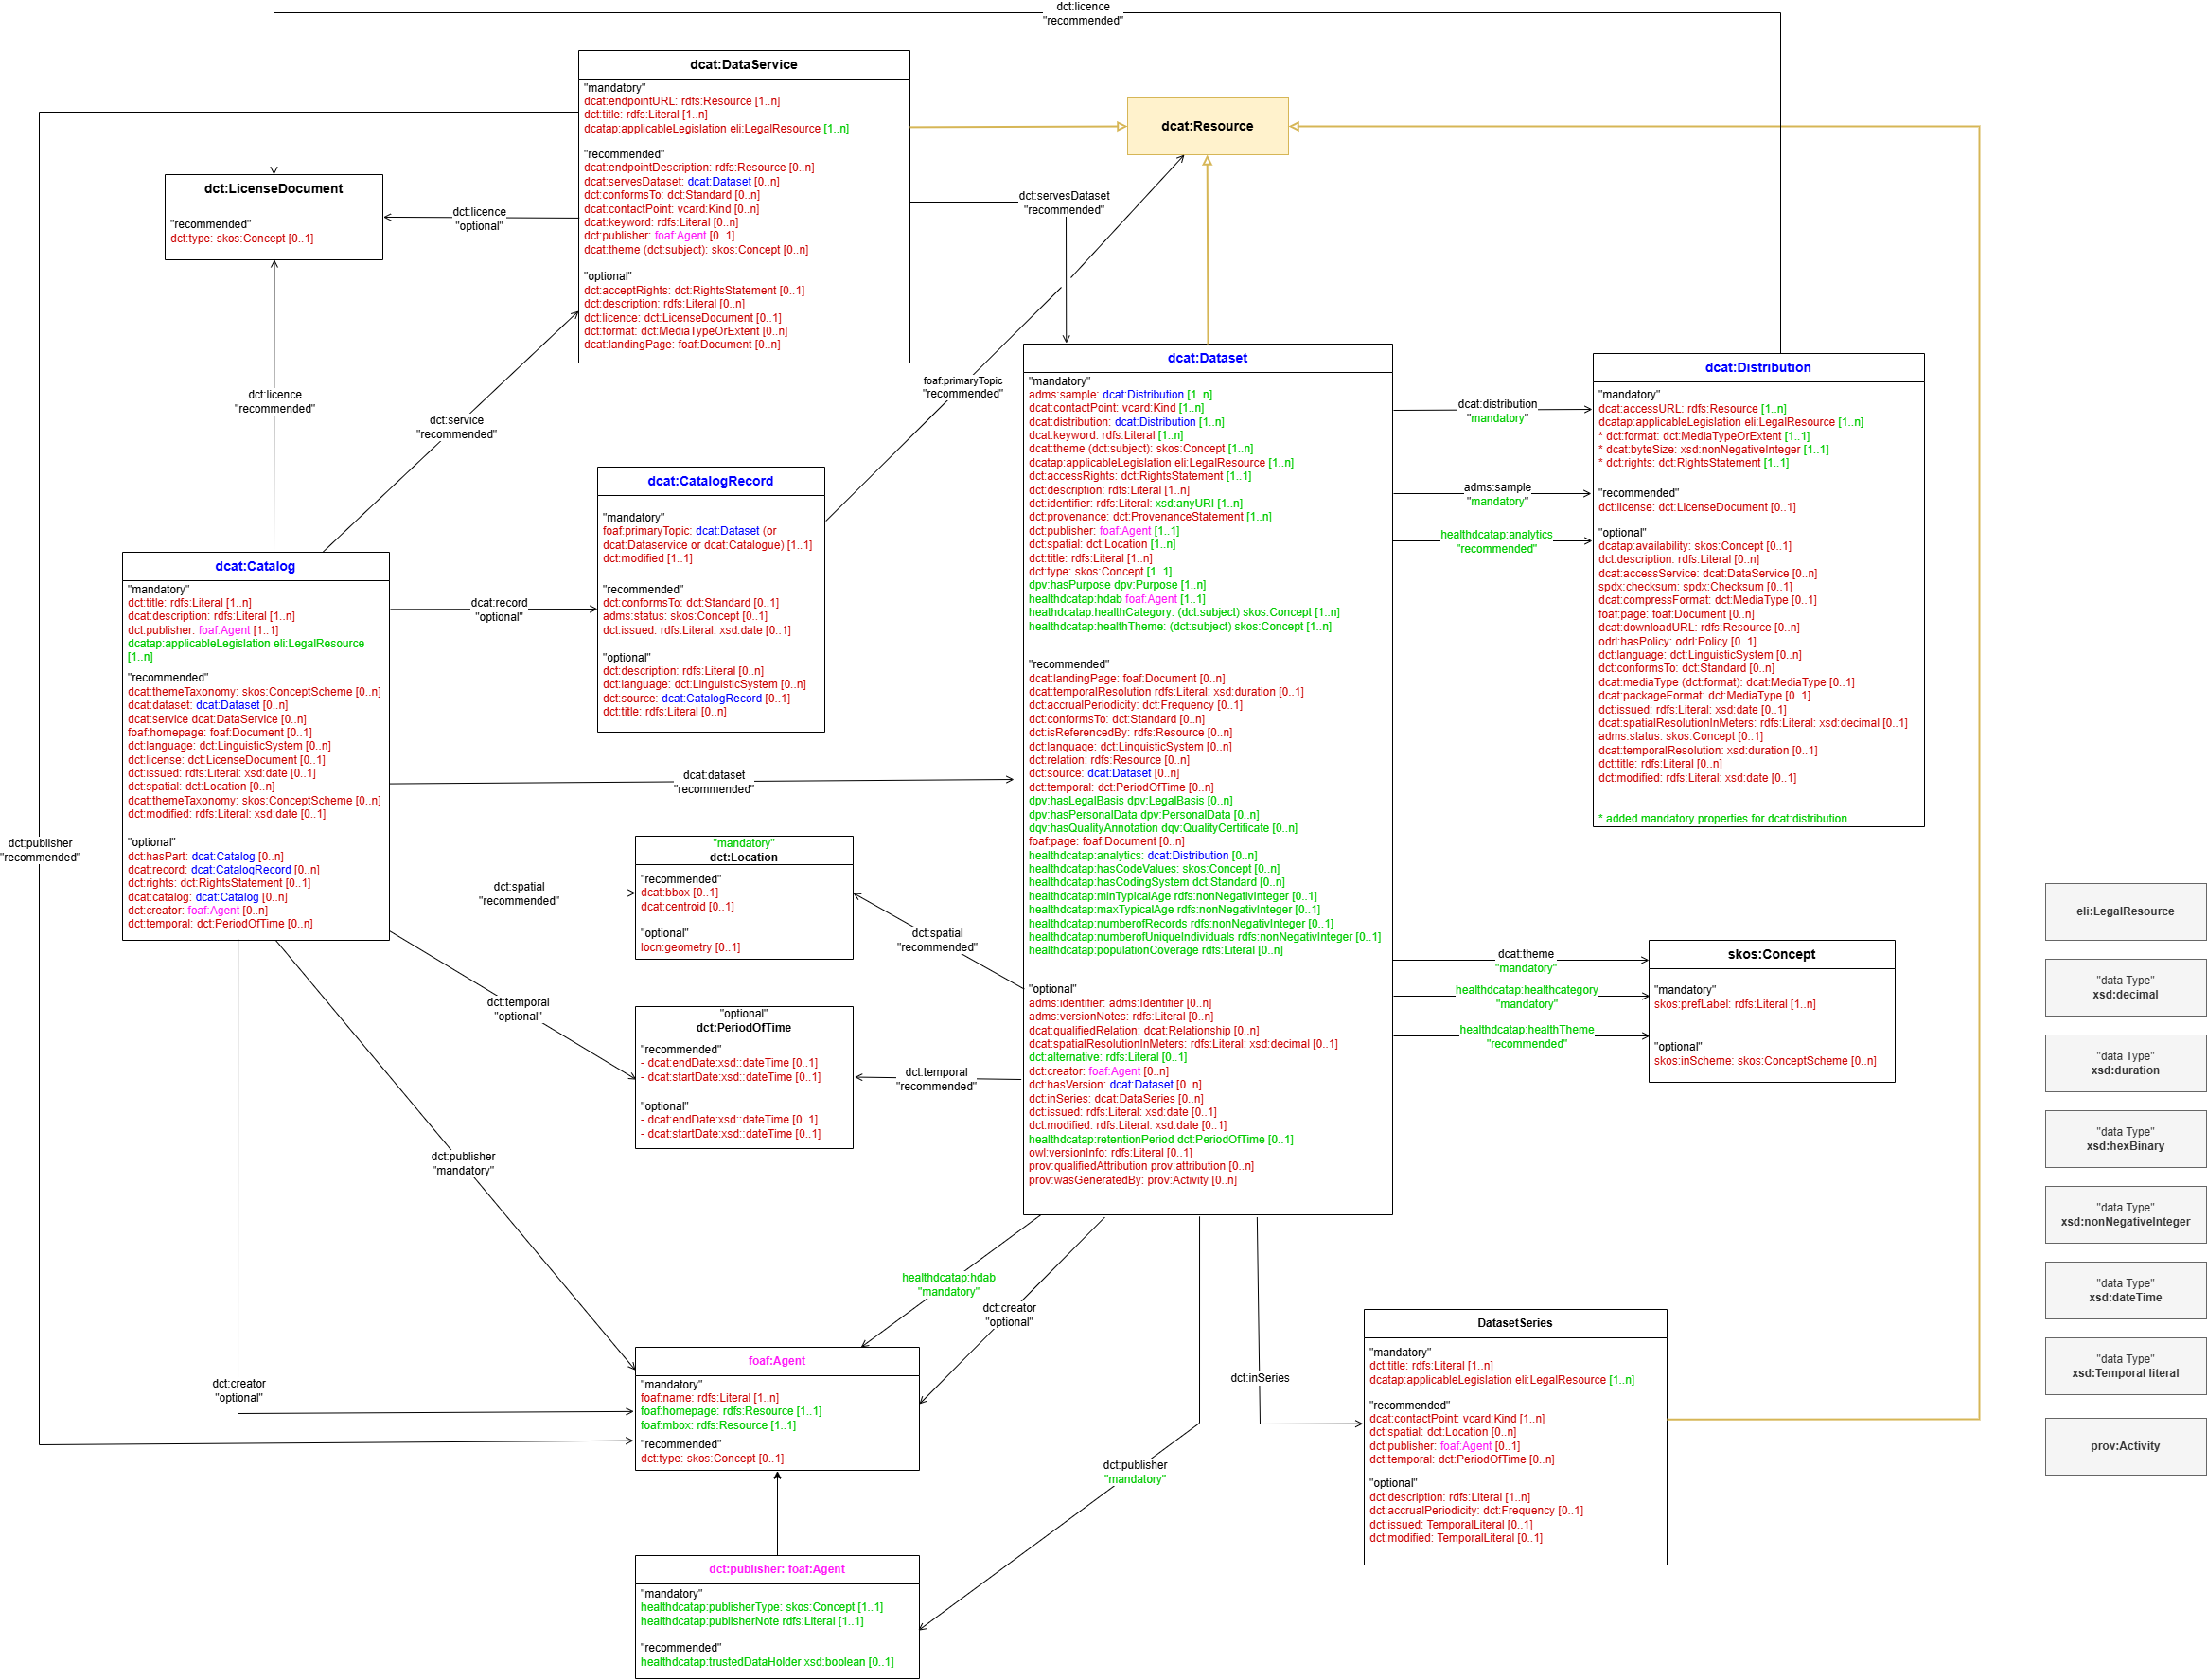 dct:licence
"recommended"
dcat:DataService
"mandatory"
dcat:endpointURL: rdfs:Resource [1..n]
dct:title: rdfs:Literal [1..n]
dcatap:applicableLegislation eli:LegalResource [1..n]
"recommended"
dcat:endpointDescription: rdfs:Resource [0..n]
dcat:servesDataset: dcat:Dataset [0..n]
dct:conformsTo: dct:Standard [0..n]
dcat:contactPoint: vcard:Kind [0..n]
dcat:keyword: rdfs:Literal [0..n]
dct:publisher: foaf:Agent [0..1]
dcat:theme (dct:subject): skos:Concept [0..n]
"optional"
dct:acceptRights: dct:RightsStatement [0..1]
dct:description: rdfs:Literal [0..n]
dct:licence: dct:LicenseDocument [0..1]
dct:format: dct:MediaTypeOrExtent [0..n]
dcat:landingPage: foaf:Document [0..n]
dcat:Resource
dct:LicenseDocument
"recommended"
dct:type: skos:Concept [0..1]
dct:licence
"optional"
dct:servesDataset
"recommended"
dct:licence
"recommended"
dct:service
"recommended"
foaf:primaryTopic
"recommended"
dcat:CatalogRecord
"mandatory"
foaf:primaryTopic: dcat:Dataset (or
dcat:Dataservice or dcat:Catalogue) [1..1]
dct:modified [1..1]
"recommended"
dct:conformsTo: dct:Standard [0..1]
adms:status: skos:Concept [0..1]
dct:issued: rdfs:Literal: xsd:date [0..1]
"optional"
dct:description: rdfs:Literal [0..n]
dct:language: dct:LinguisticSystem [0..n]
dct:source: dcat:CatalogRecord [0..1]
dct:title: rdfs:Literal [0..n]
dcat:Dataset
"mandatory"
adms:sample: dcat:Distribution [1..n]
dcat:contactPoint: vcard:Kind [1..n]
dcat:distribution: dcat:Distribution [1..n]
dcat:keyword: rdfs:Literal [1..n]
dcat:theme (dct:subject): skos:Concept [1..n]
dcatap:applicableLegislation eli:LegalResource [1..n]
dct:accessRights: dct:RightsStatement [1..1]
dct:description: rdfs:Literal [1..n]
dct:identifier: rdfs:Literal: xsd:anyURI [1..n]
dct:provenance: dct:ProvenanceStatement [1..n]
dct:publisher: foaf:Agent [1..1]
dct:spatial: dct:Location [1..n]
dct:title: rdfs:Literal [1..n]
dct:type: skos:Concept [1..1]
dpv:hasPurpose dpv:Purpose [1..n]
healthdcatap:hdab foaf:Agent [1..1]
heathdcatap:healthCategory: (dct:subject) skos:Concept [1..n]
healthdcatap:healthTheme: (dct:subject) skos:Concept [1..n]
"recommended"
dcat:landingPage: foaf:Document [0..n]
dcat:temporalResolution rdfs:Literal: xsd:duration [0..1]
dct:accrualPeriodicity: dct:Frequency [0..1]
dct:conformsTo: dct:Standard [0..n]
dct:isReferencedBy: rdfs:Resource [0..n]
dct:language: dct:LinguisticSystem [0..n]
dct:relation: rdfs:Resource [0..n]
dct:source: dcat:Dataset [0..n]
dct:temporal: dct:PeriodOfTime [0..n]
dpv:hasLegalBasis dpv:LegalBasis [0..n]
dpv:hasPersonalData dpv:PersonalData [0..n]
dqv:hasQualityAnnotation dqv:QualityCertificate [0..n]
foaf:page: foaf:Document [0..n]
healthdcatap:analytics: dcat:Distribution [0..n]
healthdcatap:hasCodeValues: skos:Concept [0..n]
healthdcatap:hasCodingSystem dct:Standard [0..n]
healthdcatap:minTypicalAge rdfs:nonNegativInteger [0..1]
healthdcatap:maxTypicalAge rdfs:nonNegativInteger [0..1]
healthdcatap:numberofRecords rdfs:nonNegativInteger [0..1]
healthdcatap:numberofUniqueIndividuals rdfs:nonNegativInteger [0..1]
healthdcatap:populationCoverage rdfs:Literal [0..n]
"optional"
adms:identifier: adms:Identifier [0..n]
adms:versionNotes: rdfs:Literal [0..n]
dcat:qualifiedRelation: dcat:Relationship [0..n]
dcat:spatialResolutionInMeters: rdfs:Literal: xsd:decimal [0..1]
dct:alternative: rdfs:Literal [0..1]
dct:creator: foaf:Agent [0..n]
dct:hasVersion: dcat:Dataset [0..n]
dct:inSeries: dcat:DataSeries [0..n]
dct:issued: rdfs:Literal: xsd:date [0..1]
dct:modified: rdfs:Literal: xsd:date [0..1]
healthdcatap:retentionPeriod dct:PeriodOfTime [0..1]
owl:versionInfo: rdfs:Literal [0..1]
prov:qualifiedAttribution prov:attribution [0..n]
prov:wasGeneratedBy: prov:Activity [0..n]
dcat:distribution
"mandatory"
adms:sample
"mandatory"
healthdcatap:analytics
"recommended"
dcat:Distribution
"mandatory"
dcat:accessURL: rdfs:Resource [1..n]
dcatap:applicableLegislation eli:LegalResource [1..n]
* dct:format: dct:MediaTypeOrExtent [1..1]
* dcat:byteSize: xsd:nonNegativeInteger [1..1]
* dct:rights: dct:RightsStatement [1..1]
"recommended"
dct:license: dct:LicenseDocument [0..1]
"optional"
dcatap:availability: skos:Concept [0..1]
dct:description: rdfs:Literal [0..n]
dcat:accessService: dcat:DataService [0..n]
spdx:checksum: spdx:Checksum [0..1]
dcat:compressFormat: dct:MediaType [0..1]
foaf:page: foaf:Document [0..n]
dcat:downloadURL: rdfs:Resource [0..n]
odrl:hasPolicy: odrl:Policy [0..1]
dct:language: dct:LinguisticSystem [0..n]
dct:conformsTo: dct:Standard [0..n]
dcat:mediaType (dct:format): dct:MediaType [0..1]
dcat:packageFormat: dct:MediaType [0..1]
dct:issued: rdfs:Literal: xsd:date [0..1]
dcat:spatialResolutionInMeters: rdfs:Literal: xsd:decimal [0..1]
adms:status: skos:Concept [0..1]
dcat:temporalResolution: xsd:duration [0..1]
dct:title: rdfs:Literal [0..n]
dct:modified: rdfs:Literal: xsd:date [0..1]
* added mandatory properties for dcat:distribution
dcat:Catalog
"mandatory"
dct:title: rdfs:Literal [1..n]
dcat:description: rdfs:Literal [1..n]
dct:publisher: foaf:Agent [1..1]
dcatap:applicableLegislation eli:LegalResource
[1..n]
"recommended"
dcat:themeTaxonomy: skos:ConceptScheme [0..n]
dcat:dataset: dcat:Dataset [0..n]
dcat:service dcat:DataService [0..n]
foaf:homepage: foaf:Document [0..1]
dct:language: dct:LinguisticSystem [0..n]
dct:license: dct:LicenseDocument [0..1]
dct:issued: rdfs:Literal: xsd:date [0..1]
dct:spatial: dct:Location [0..n]
dcat:themeTaxonomy: skos:ConceptScheme [0..n]
dct:modified: rdfs:Literal: xsd:date [0..1]
"optional"
dct:hasPart: dcat:Catalog [0..n]
dcat:record: dcat:CatalogRecord [0..n]
dct:rights: dct:RightsStatement [0..1]
dcat:catalog: dcat:Catalog [0..n]
dct:creator: foaf:Agent [0..n]
dct:temporal: dct:PeriodOfTime [0..n]
dcat:record
"optional"
dcat:dataset
"recommended"
dct:publisher
"recommended"
"mandatory"
dct:Location
"recommended"
dcat:bbox [0..1]
dcat:centroid [0..1]
"optional"
locn:geometry [0..1]
dct:spatial
"recommended"
dct:spatial
"recommended"
dct:temporal
"optional"
"optional"
dct:PeriodOfTime
"recommended"
- dcat:endDate:xsd::dateTime [0..1]
- dcat:startDate:xsd::dateTime [0..1]
"optional"
- dcat:endDate:xsd::dateTime [0..1]
- dcat:startDate:xsd::dateTime [0..1]
dct:temporal
"recommended"
dcat:theme
"mandatory"
healthdcatap:healthcategory
"mandatory"
healthdcatap:healthTheme
"recommended"
skos:Concept
"mandatory"
skos:prefLabel: rdfs:Literal [1..n]
"optional"
skos:inScheme: skos:ConceptScheme [0..n]
eli:LegalResource
"data Type"
xsd:decimal
"data Type"
xsd:duration
"data Type"
xsd:hexBinary
"data Type"
xsd:nonNegativeInteger
"data Type"
xsd:dateTime
"data Type"
xsd:Temporal literal
prov:Activity
dct:publisher
"mandatory"
healthdcatap:hdab
"mandatory"
dct:creator
"optional"
dct:creator
"optional"
foaf:Agent
"mandatory"
foaf:name: rdfs:Literal [1..n]
foaf:homepage: rdfs:Resource [1..1]
foaf:mbox: rdfs:Resource [1..1]
"recommended"
dct:type: skos:Concept [0..1]
dct:inSeries
DatasetSeries
"mandatory"
dct:title: rdfs:Literal [1..n]
dcatap:applicableLegislation eli:LegalResource [1..n]
"recommended"
dcat:contactPoint: vcard:Kind [1..n]
dct:spatial: dct:Location [0..n]
dct:publisher: foaf:Agent [0..1]
dct:temporal: dct:PeriodOfTime [0..n]
"optional"
dct:description: rdfs:Literal [1..n]
dct:accrualPeriodicity: dct:Frequency [0..1]
dct:issued: TemporalLiteral [0..1]
dct:modified: TemporalLiteral [0..1]
dct:publisher
"mandatory"
dct:publisher: foaf:Agent
"mandatory"
healthdcatap:publisherType: skos:Concept [1..1]
healthdcatap:publisherNote rdfs:Literal [1..1]
"recommended"
healthdcatap:trustedDataHolder xsd:boolean [0..1]